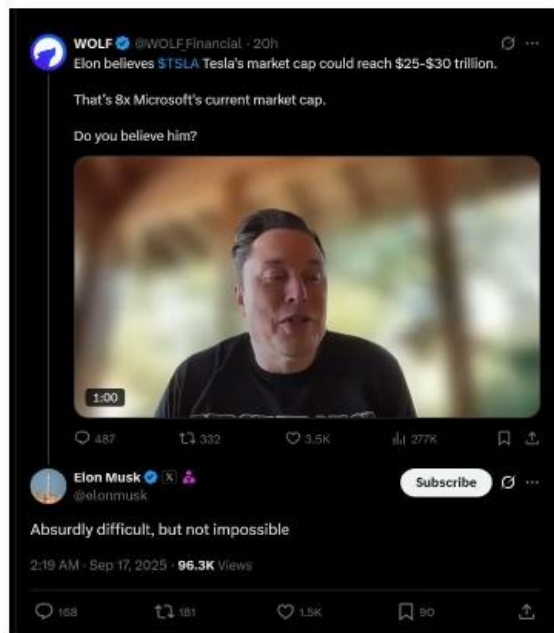 WOLF @WOLF_Financial · 20h
Elon believes $TSLA Tesla's market cap could reach $25-$30 trillion.
That's 8x Microsoft's current market cap.
Do you believe him?
1:00
487 332 3.5K 277K
Elon Musk X
@elonmusk
Subscribe
Absurdly difficult, but not impossible
2:19 AM · Sep 17, 2025 · 96.3K Views
168 181 1.5K 90